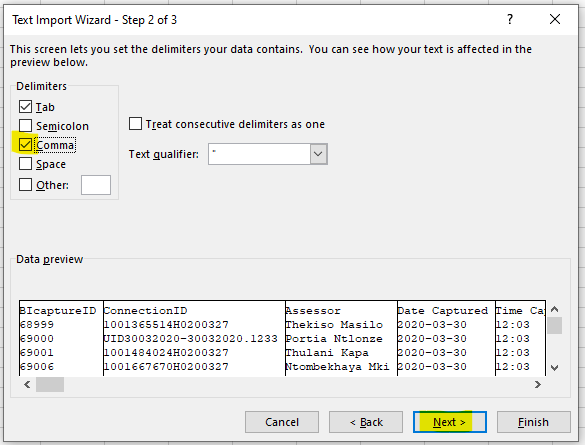 Text Import Wizard - Step 2 of 3
This screen lets you set the delimiters your data contains. You can see how your text is affected in the
preview below.
Delimiters
Tab
Semicolon
Comma
Space
Other:
Treat consecutive delimiters as one
Text qualifier: "
Data preview
BIcaptureID ConnectionID Assessor Date Captured Time Ca
68999 1001365514H0200327 Thekiso Masilo 2020-03-30 12:03
69000 UID30032020-30032020.1233 Portia Ntlonze 2020-03-30 12:03
69001 1001484024H0200327 Thulani Kapa 2020-03-30 12:03
69006 1001667670H0200327 Ntombekhaya Mki 2020-03-30 12:03
Cancel < Back Next > Finish